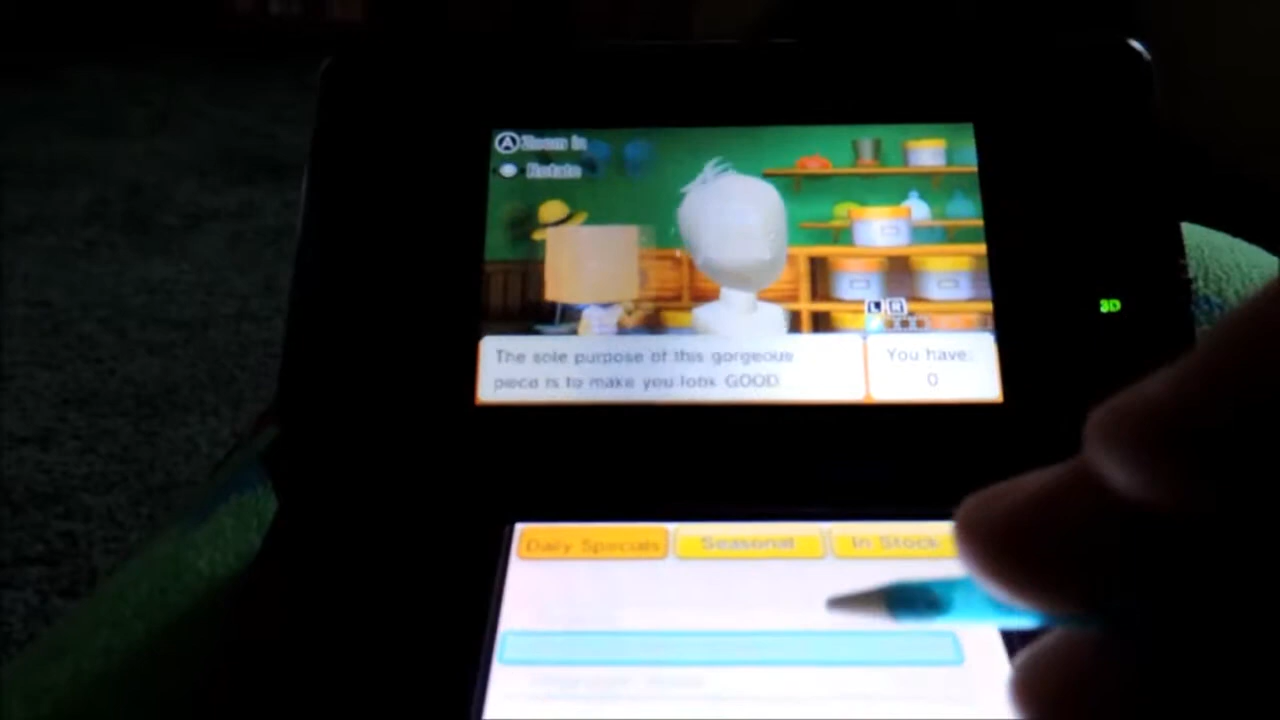 A Zoom In
Rotate
L R
The sole purpose of this gorgeous
piece is to make you look GOOD.
You have:
0
3D
Daily Specials
Seasonal
In Stock